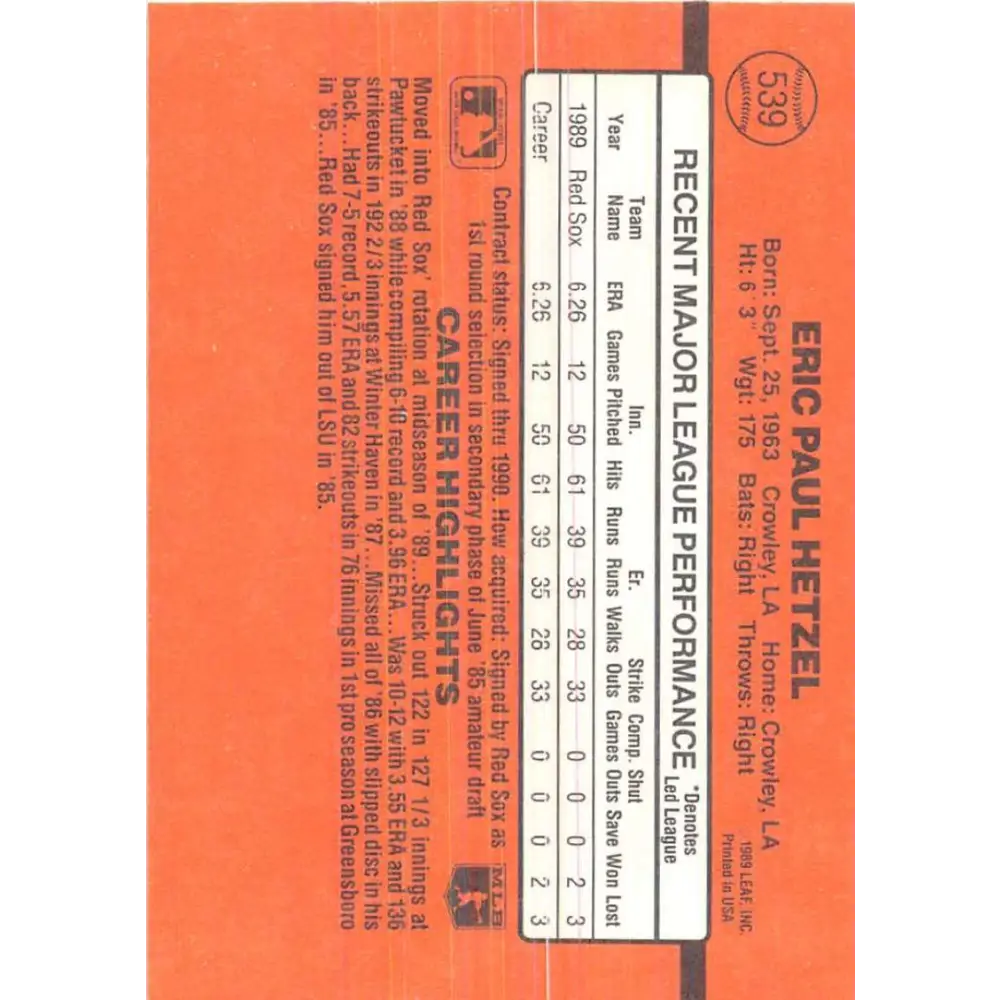 539
ERIC PAUL HETZEL
Born: Sept. 25, 1963 Crowley, LA Home: Crowley, LA
Ht: 6' 3" Wgt: 175 Bats: Right Throws: Right
1989 LEAF, INC.
Printed in USA
RECENT MAJOR LEAGUE PERFORMANCE *Denotes Led League
Team Inn. Er. Strike Comp. Shut
Year Name ERA Games Pitched Hits Runs Runs Walks Outs Games Outs Save Won Lost
1989 Red Sox 6.26 12 50 61 39 35 28 33 0 0 0 2 3
Career 6.26 12 50 61 39 35 28 33 0 0 0 2 3
Contract status: Signed thru 1990. How acquired: Signed by Red Sox as
1st round selection in secondary phase of June '85 amateur draft
MLB
CAREER HIGHLIGHTS
Moved into Red Sox' rotation at midseason of '89...Struck out 122 in 127 1/3 innings at
Pawtucket in '88 while compiling 6-10 record and 3.96 ERA...Was 10-12 with 3.55 ERA and 136
strikeouts in 192 2/3 innings at Winter Haven in '87...Missed all of '86 with slipped disc in his
back...Had 7-5 record, 5.57 ERA and 82 strikeouts in 76 innings in 1st pro season at Greensboro
in '85...Red Sox signed him out of LSU in '85.